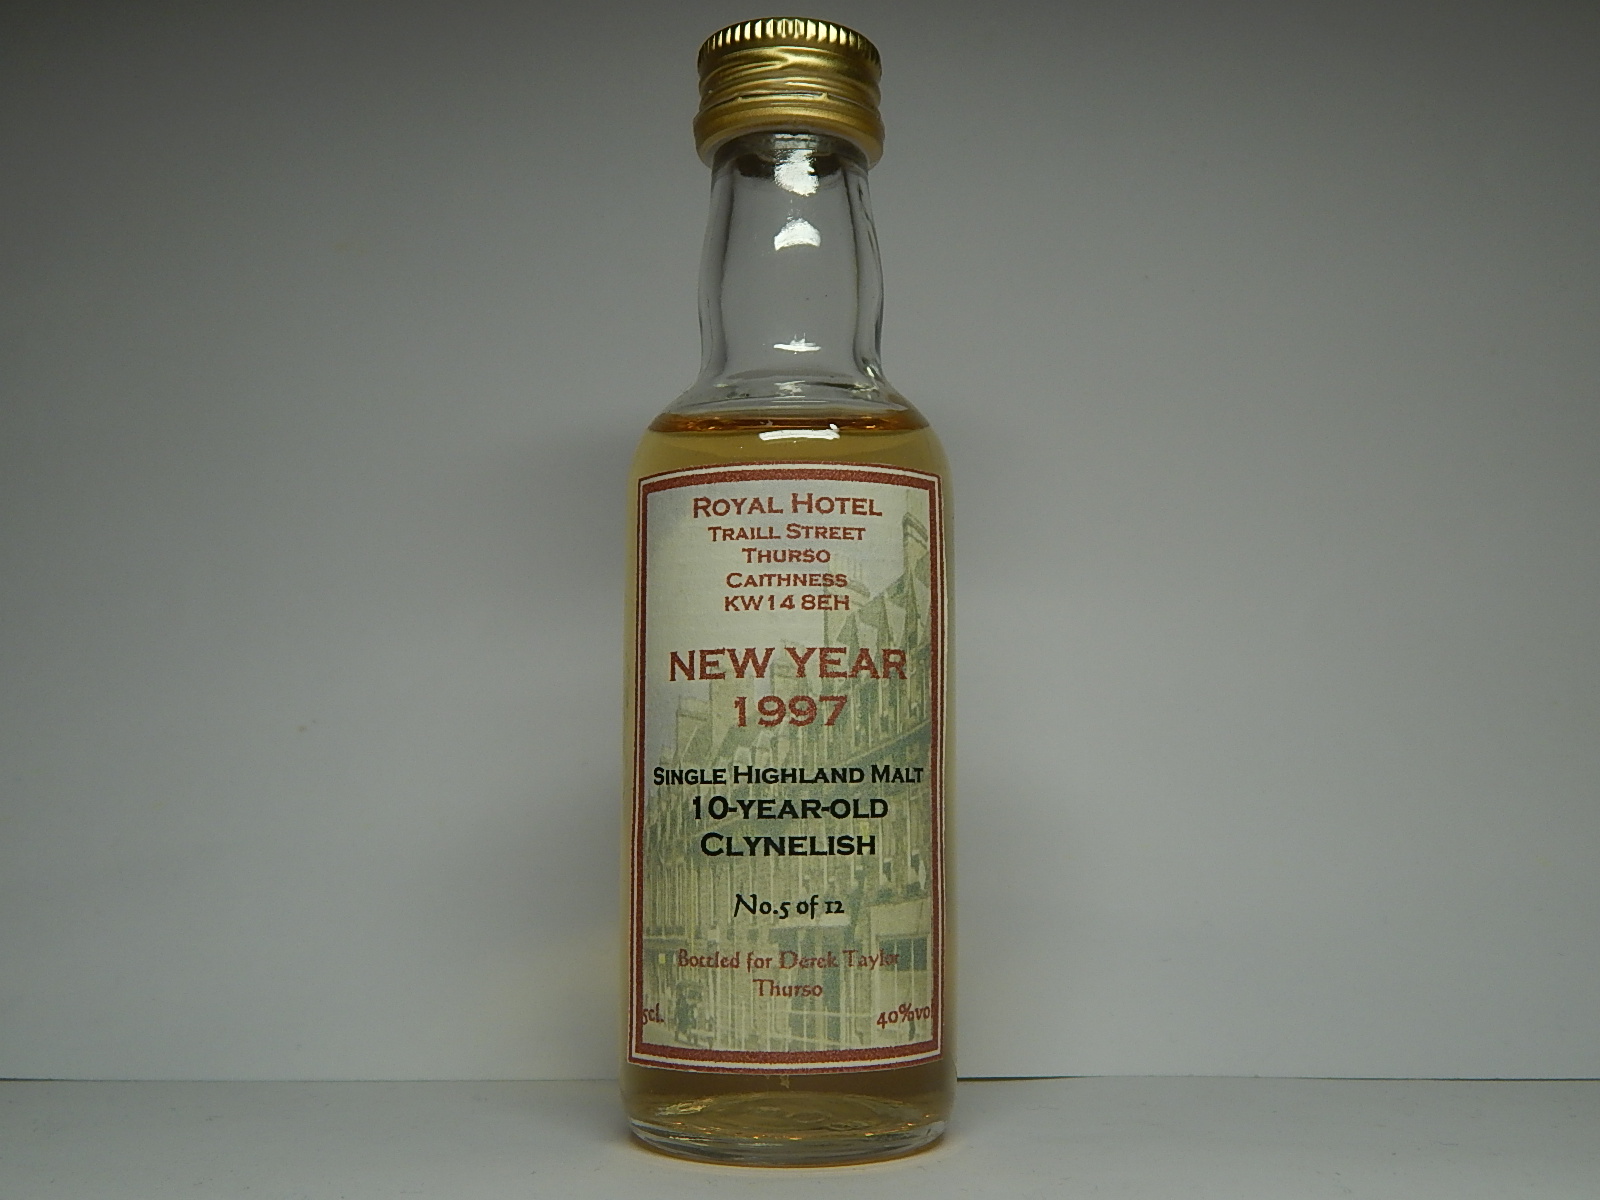 ROYAL HOTEL
TRAILL STREET
THURSO
CAITHNESS
KW14 8EH
NEW YEAR
1997
SINGLE HIGHLAND MALT
10-YEAR-OLD
CLYNELISH
No.5 of 12
Bottled for Derek Taylor
Thurso
5cl. 40%vol